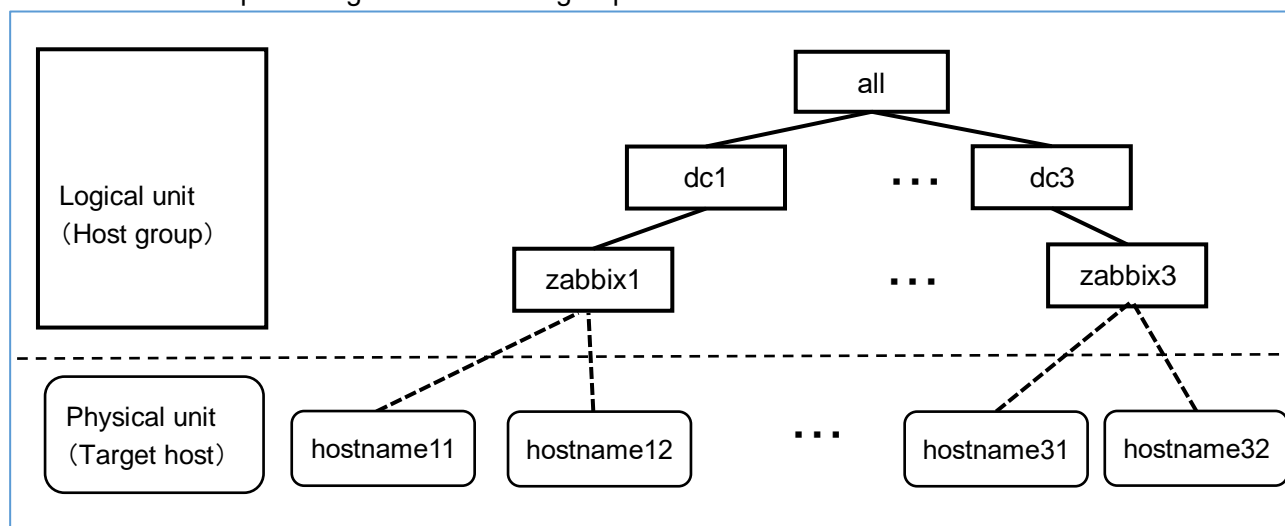 all
dc1
...
dc3
Logical unit
（Host group）
zabbix1
...
zabbix3
Physical unit
（Target host）
hostname11
hostname12
...
hostname31
hostname32